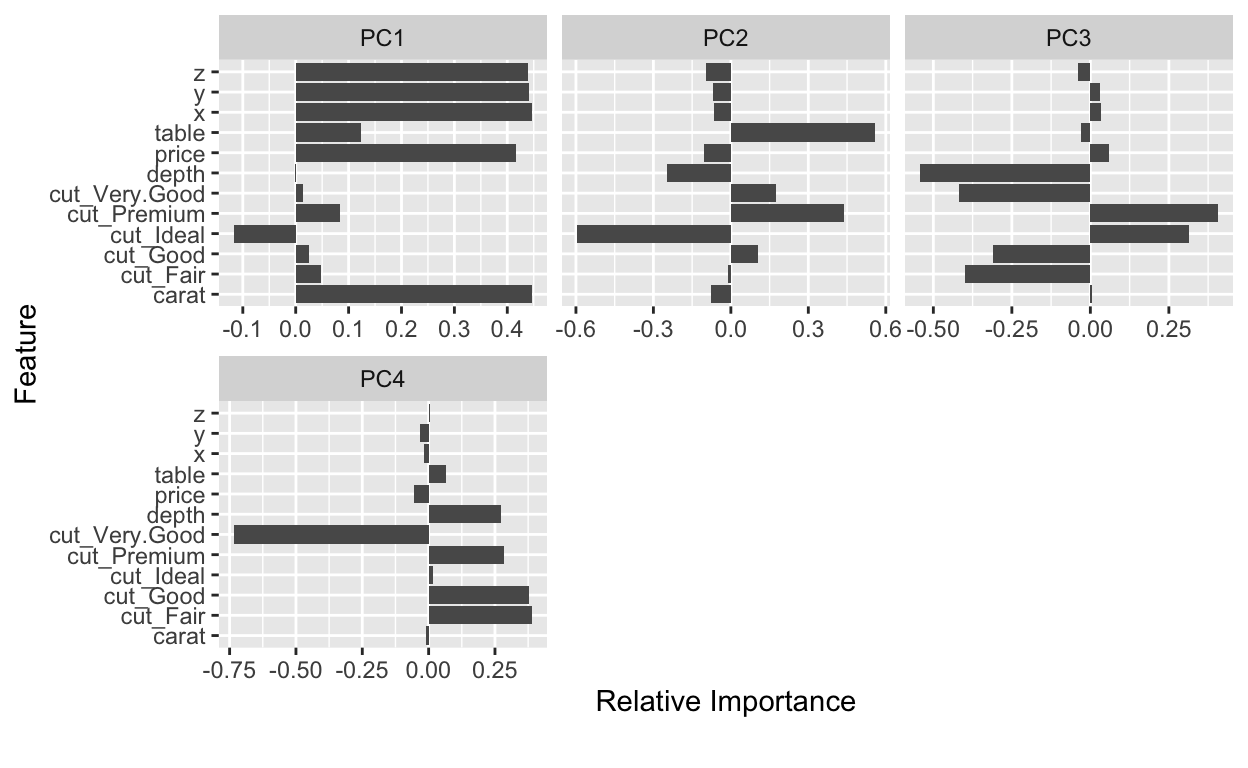 PC1
PC2
PC3
z
y
x
table
price
depth
cut_Very.Good
cut_Premium
cut_Ideal
cut_Good
cut_Fair
carat
-0.1 0.0 0.1 0.2 0.3 0.4
-0.6 -0.3 0.0 0.3 0.6
-0.50 -0.25 0.00 0.25
Feature
PC4
z
y
x
table
price
depth
cut_Very.Good
cut_Premium
cut_Ideal
cut_Good
cut_Fair
carat
-0.75 -0.50 -0.25 0.00 0.25
Relative Importance